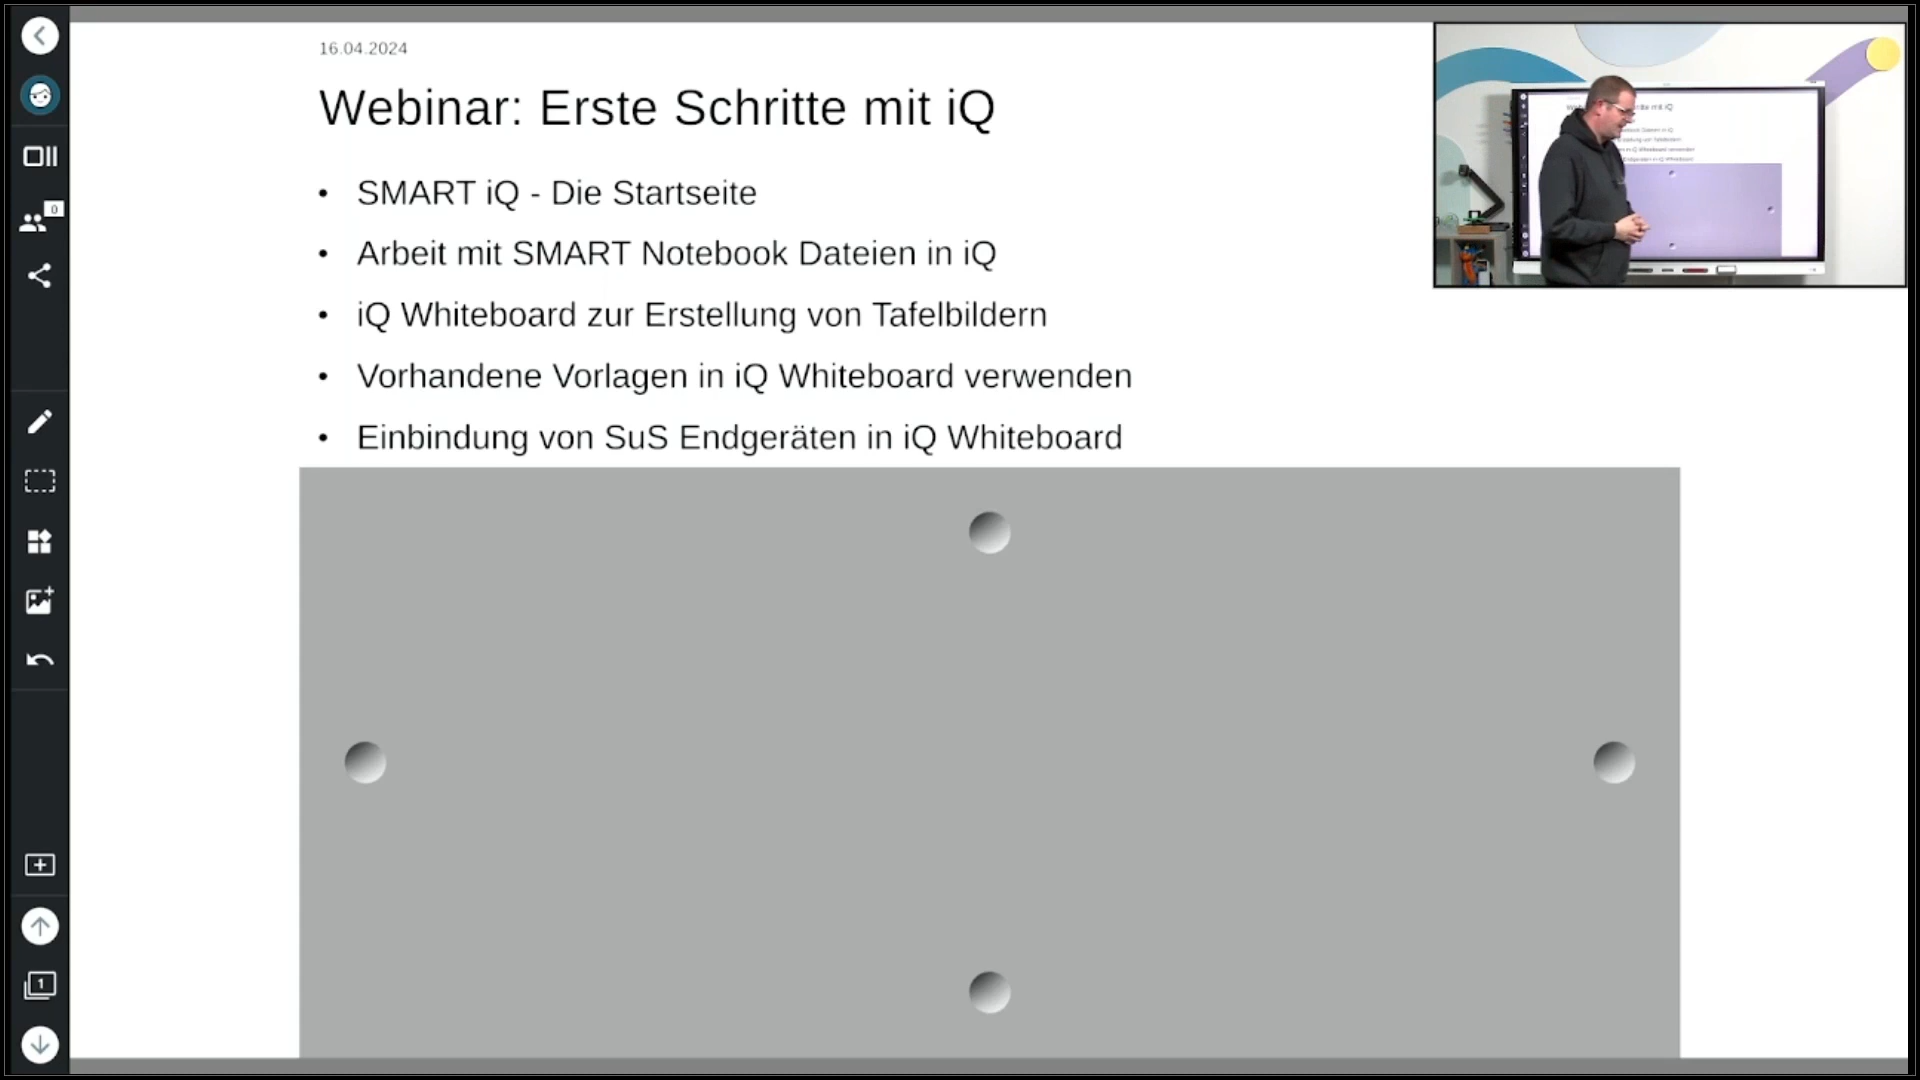 16.04.2024
Webinar: Erste Schritte mit iQ
• SMART iQ - Die Startseite
• Arbeit mit SMART Notebook Dateien in iQ
• iQ Whiteboard zur Erstellung von Tafelbildern
• Vorhandene Vorlagen in iQ Whiteboard verwenden
• Einbindung von SuS Endgeräten in iQ Whiteboard
0
1